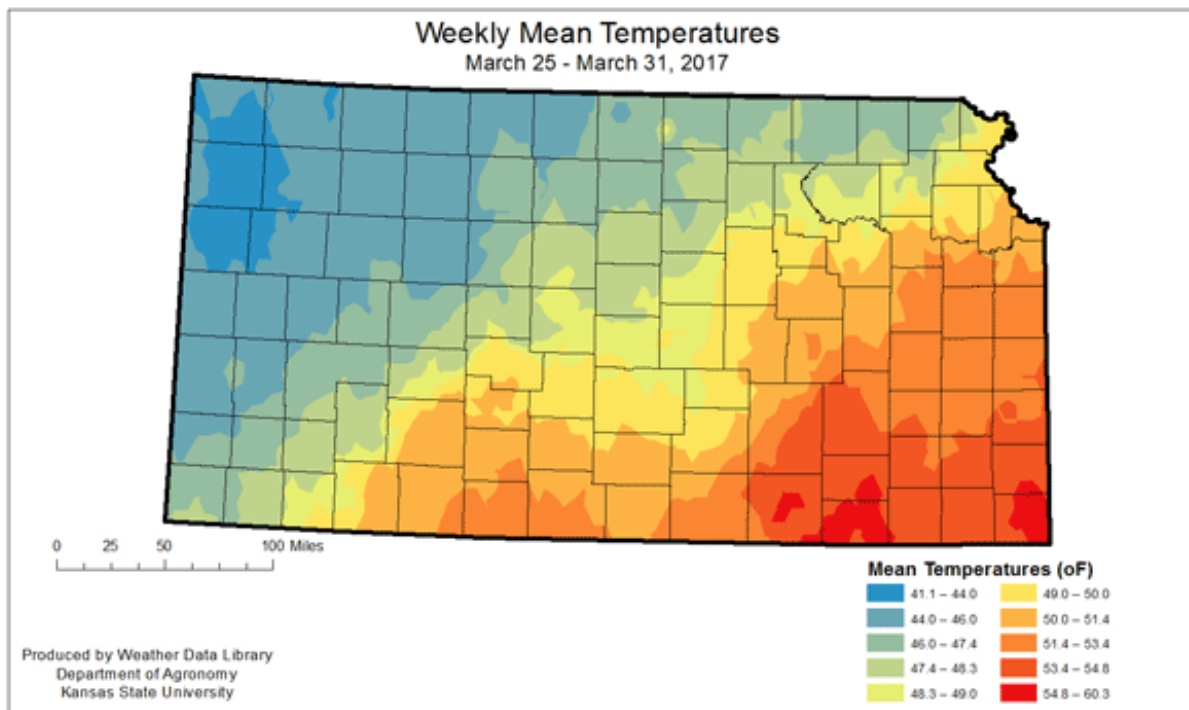 Weekly Mean Temperatures
March 25 - March 31, 2017
0 25 50 100 Miles
Mean Temperatures (oF)
41.1 – 44.0 49.0 – 50.0
44.0 – 46.0 50.0 – 51.4
46.0 – 47.4 51.4 – 53.4
47.4 – 48.3 53.4 – 54.8
48.3 – 49.0 54.8 – 60.3
Produced by Weather Data Library
Department of Agronomy
Kansas State University